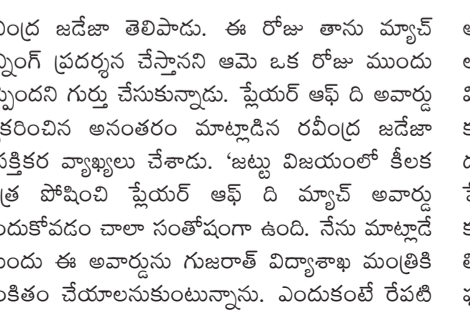 వింద్ర జడేజా తెలిపాడు. ఈ రోజు తాను మ్యాచ్
న్నింగ్ ప్రదర్శన చేస్తానని ఆమె ఒక రోజు ముందు
ప్పిందని గుర్తు చేసుకున్నాడు. ప్లేయర్ ఆఫ్ ది అవార్డు
కరించిన అనంతరం మాట్లాడిన రవీంద్ర జడేజా
సక్తికర వ్యాఖ్యలు చేశాడు. 'జట్టు విజయంలో కీలక
త్ర పోషించి ప్లేయర్ ఆఫ్ ది మ్యాచ్ అవార్డు
ందుకోవడం చాలా సంతోషంగా ఉంది. నేను మాట్లాడే
ముందు ఈ అవార్డును గుజరాత్ విద్యాశాఖ మంత్రికి
ంకితం చేయాలనుకుంటున్నాను. ఎందుకంటే రేపటి